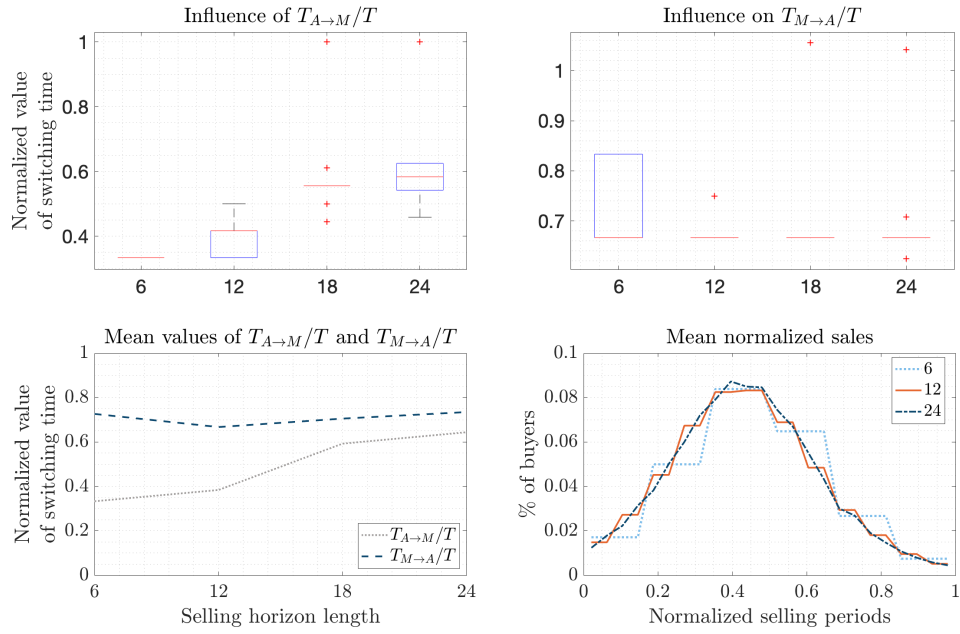 Influence of T_{A→M}/T
1
0.8
0.6
0.4
6 12 18 24
Normalized value
of switching time
Influence on T_{M→A}/T
1
0.9
0.8
0.7
6 12 18 24
Mean values of T_{A→M}/T and T_{M→A}/T
1
0.8
0.6
0.4
0.2
0
6 12 18 24
Normalized value
of switching time
Selling horizon length
T_{A→M}/T
T_{M→A}/T
Mean normalized sales
0.1
0.08
0.06
0.04
0.02
0
0 0.2 0.4 0.6 0.8 1
% of buyers
Normalized selling periods
6
12
24